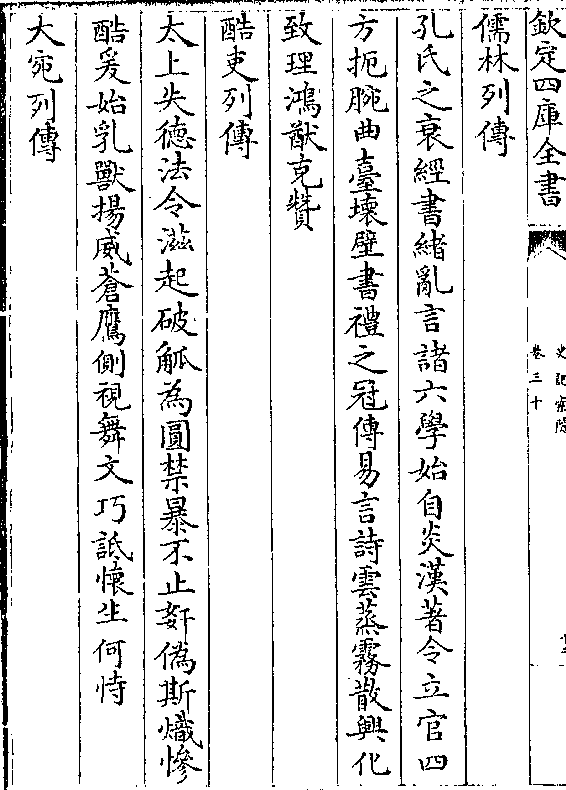 欽定四庫全書
史記索隱
卷三十
儒林列傳
孔氏之衰經書緒亂言諸六學始自炎漢著令立官四
方扼腕曲臺壞壁書禮之冠傳易言詩雲蒸霧散興化
致理鴻猷克贊
酷吏列傳
太上失德法令滋起破觚為圓禁暴不止姧偽斯熾慘
酷爰始乳獸揚威蒼鷹側視舞文巧詆懷生何恃
大宛列傳